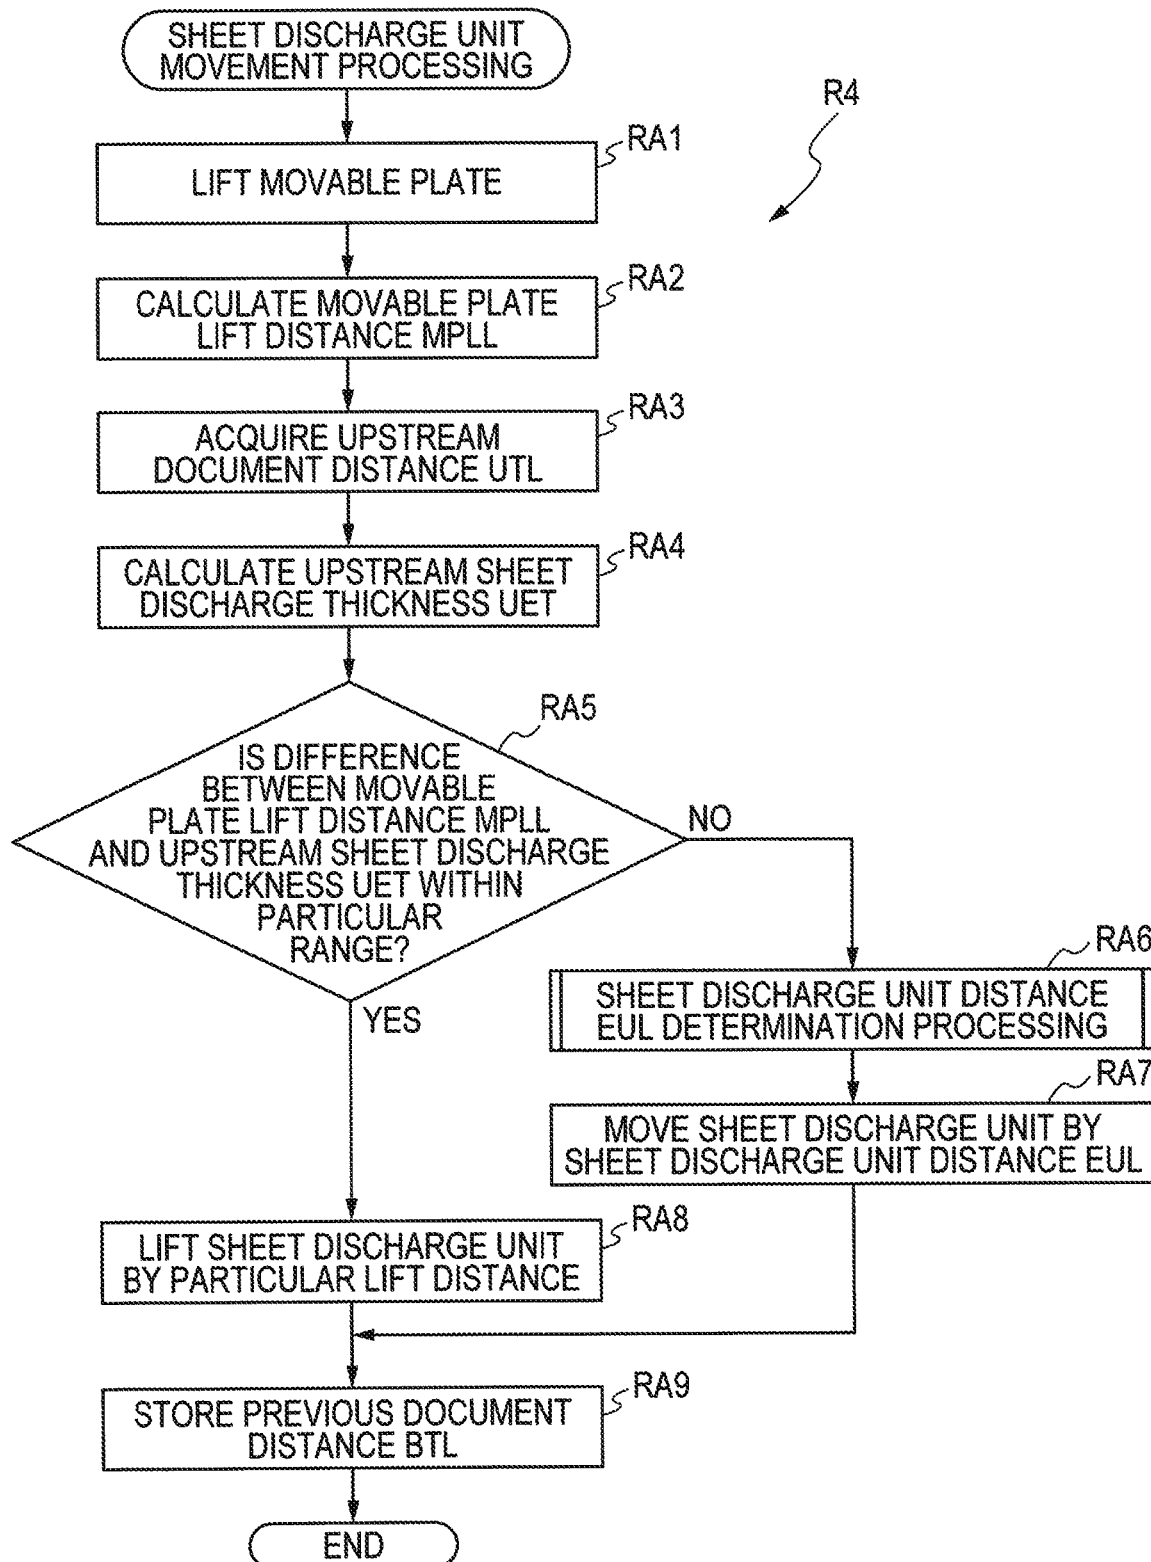 SHEET DISCHARGE UNIT
MOVEMENT PROCESSING
R4
RA1
LIFT MOVABLE PLATE
RA2
CALCULATE MOVABLE PLATE
LIFT DISTANCE MPLL
RA3
ACQUIRE UPSTREAM
DOCUMENT DISTANCE UTL
RA4
CALCULATE UPSTREAM SHEET
DISCHARGE THICKNESS UET
RA5
IS DIFFERENCE
BETWEEN MOVABLE
PLATE LIFT DISTANCE MPLL
AND UPSTREAM SHEET DISCHARGE
THICKNESS UET WITHIN
PARTICULAR
RANGE?
NO
YES
RA6
SHEET DISCHARGE UNIT DISTANCE
EUL DETERMINATION PROCESSING
RA7
MOVE SHEET DISCHARGE UNIT BY
SHEET DISCHARGE UNIT DISTANCE EUL
RA8
LIFT SHEET DISCHARGE UNIT
BY PARTICULAR LIFT DISTANCE
RA9
STORE PREVIOUS DOCUMENT
DISTANCE BTL
END